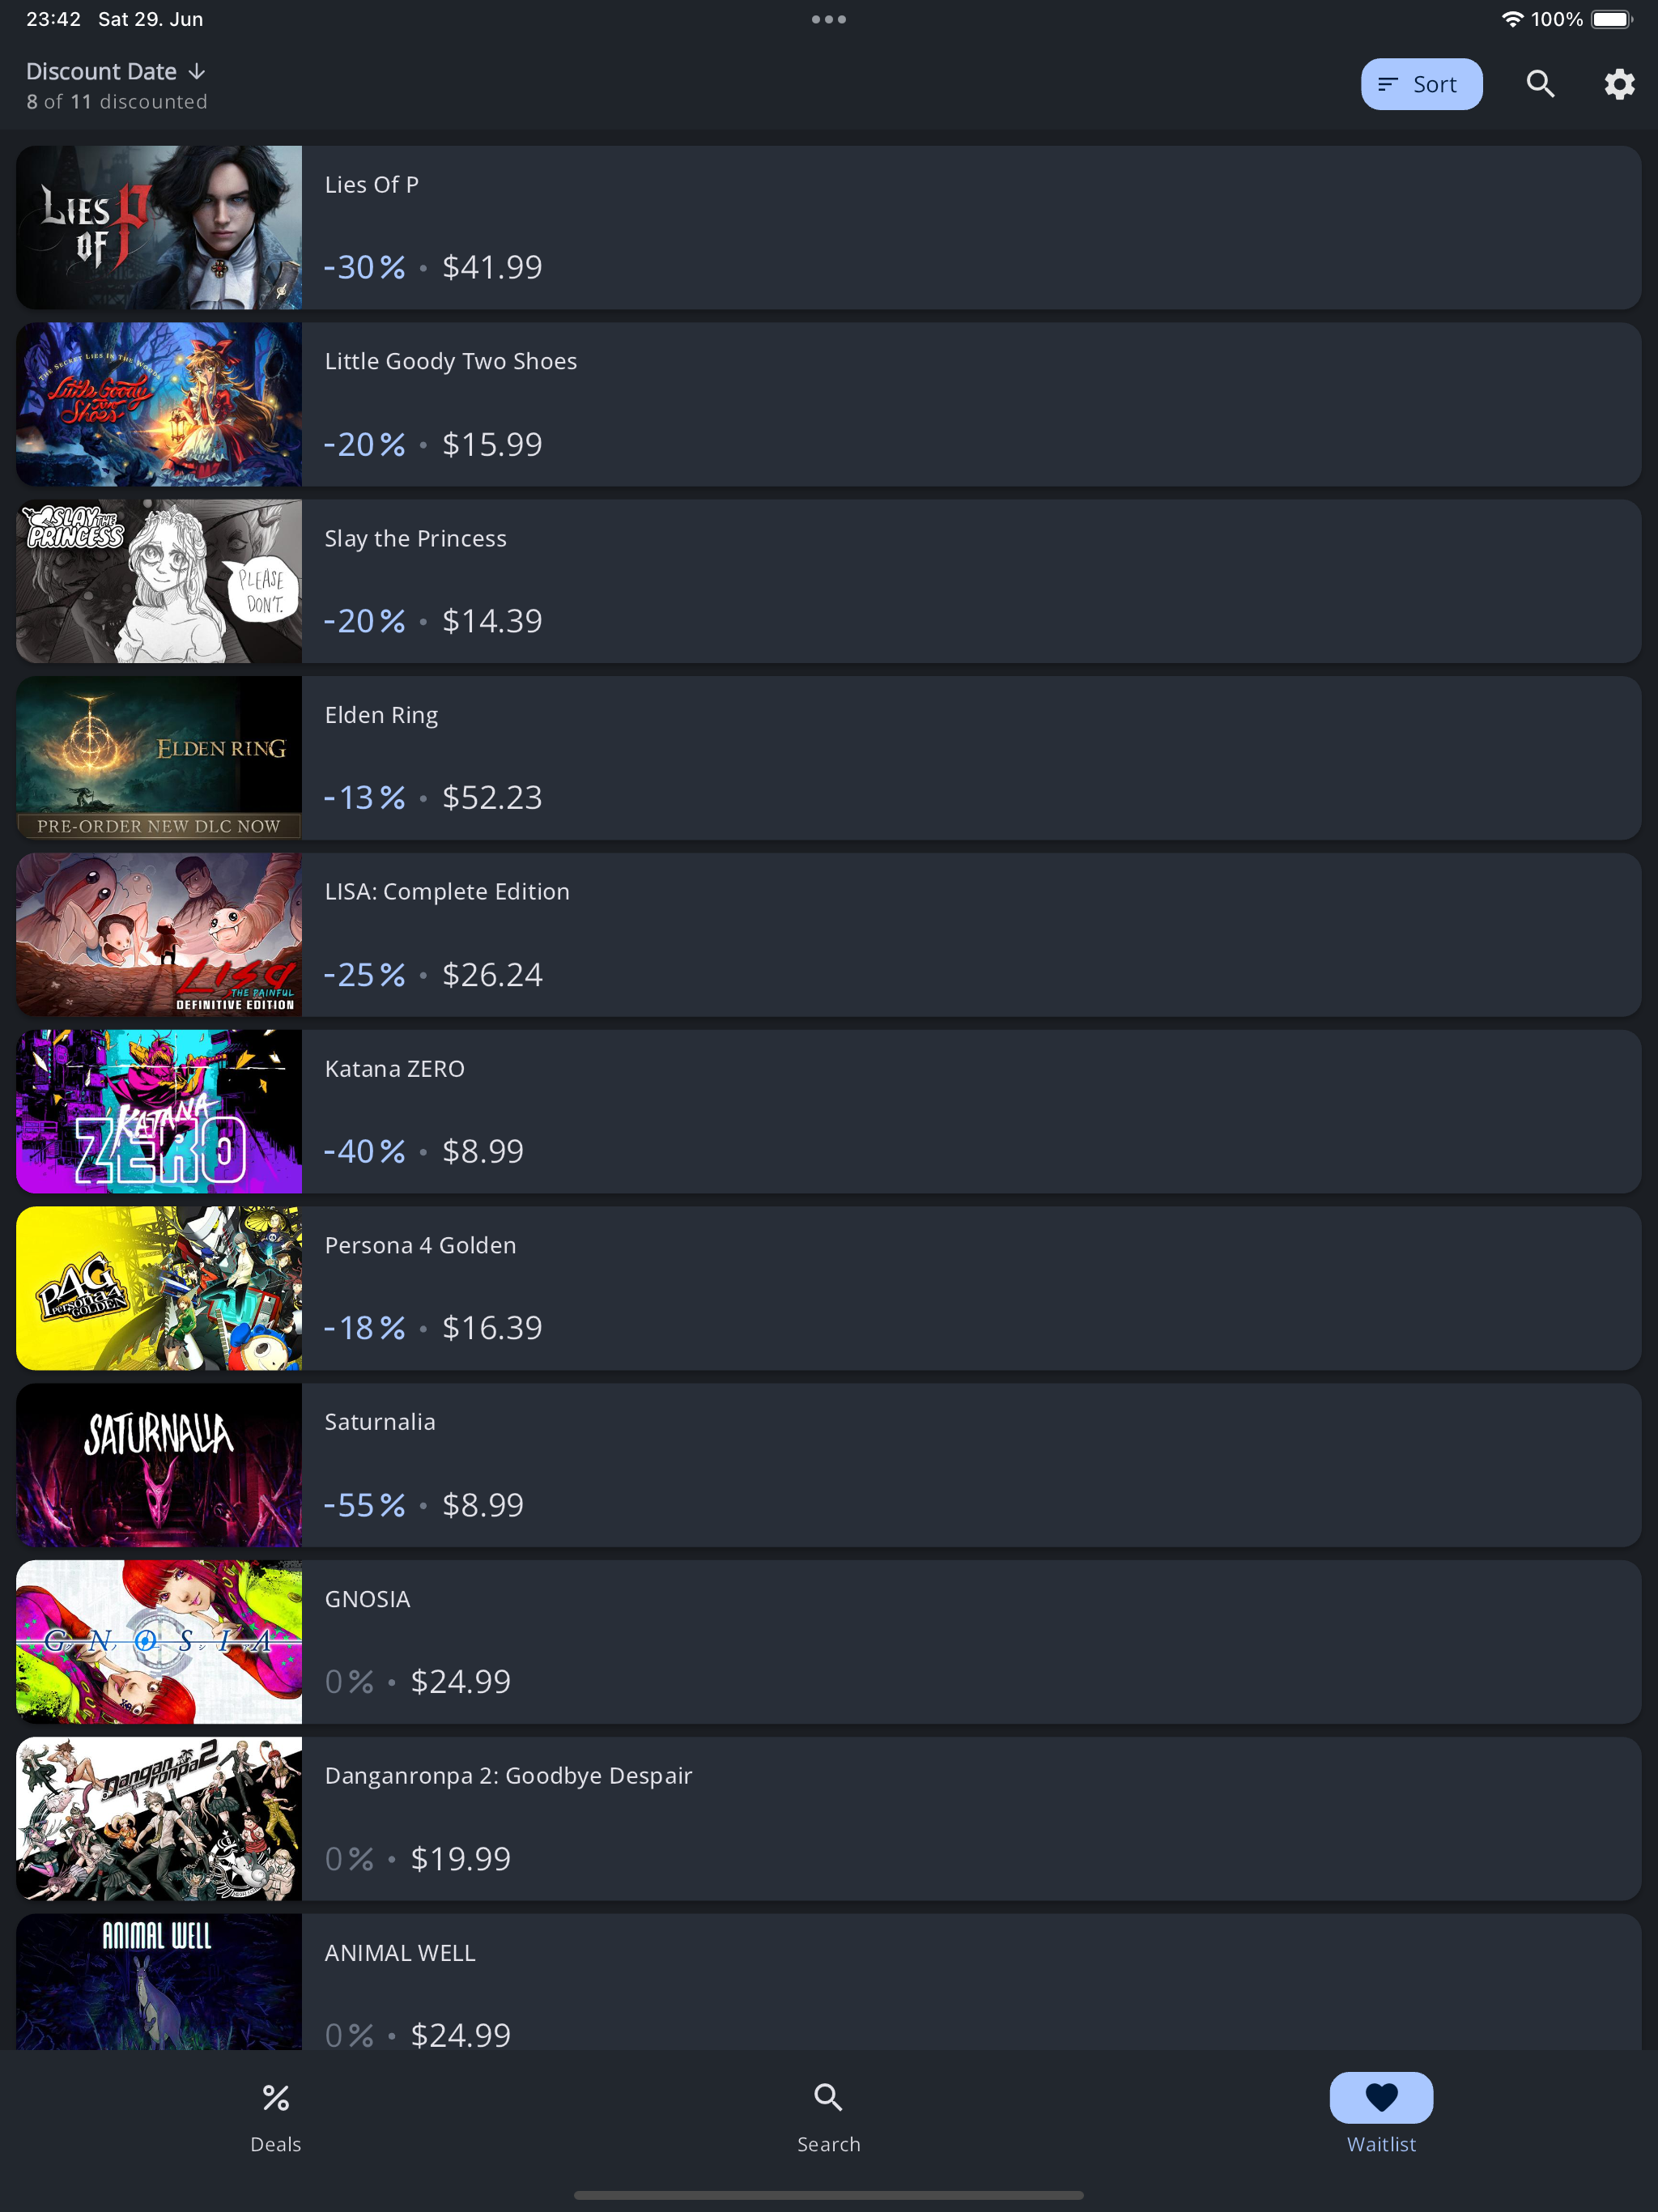 23:42 Sat 29. Jun
100%
Discount Date ↓
8 of 11 discounted
Sort
LIES OF P
Lies Of P
-30% • $41.99
THE SECRET LIES IN THE WOODS
Little Goody Two Shoes
Little Goody Two Shoes
-20% • $15.99
SLAY THE PRINCESS
PLEASE DON'T.
Slay the Princess
-20% • $14.39
ELDEN RING
PRE-ORDER NEW DLC NOW
Elden Ring
-13% • $52.23
LISA
THE PAINFUL
DEFINITIVE EDITION
LISA: Complete Edition
-25% • $26.24
KATANA ZERO
Katana ZERO
-40% • $8.99
P4G
Persona4 GOLDEN
Persona 4 Golden
-18% • $16.39
SATURNALIA
Saturnalia
-55% • $8.99
GNOSIA
GNOSIA
0% • $24.99
Danganronpa 2
Danganronpa 2: Goodbye Despair
0% • $19.99
ANIMAL WELL
ANIMAL WELL
0% • $24.99
Deals
Search
Waitlist